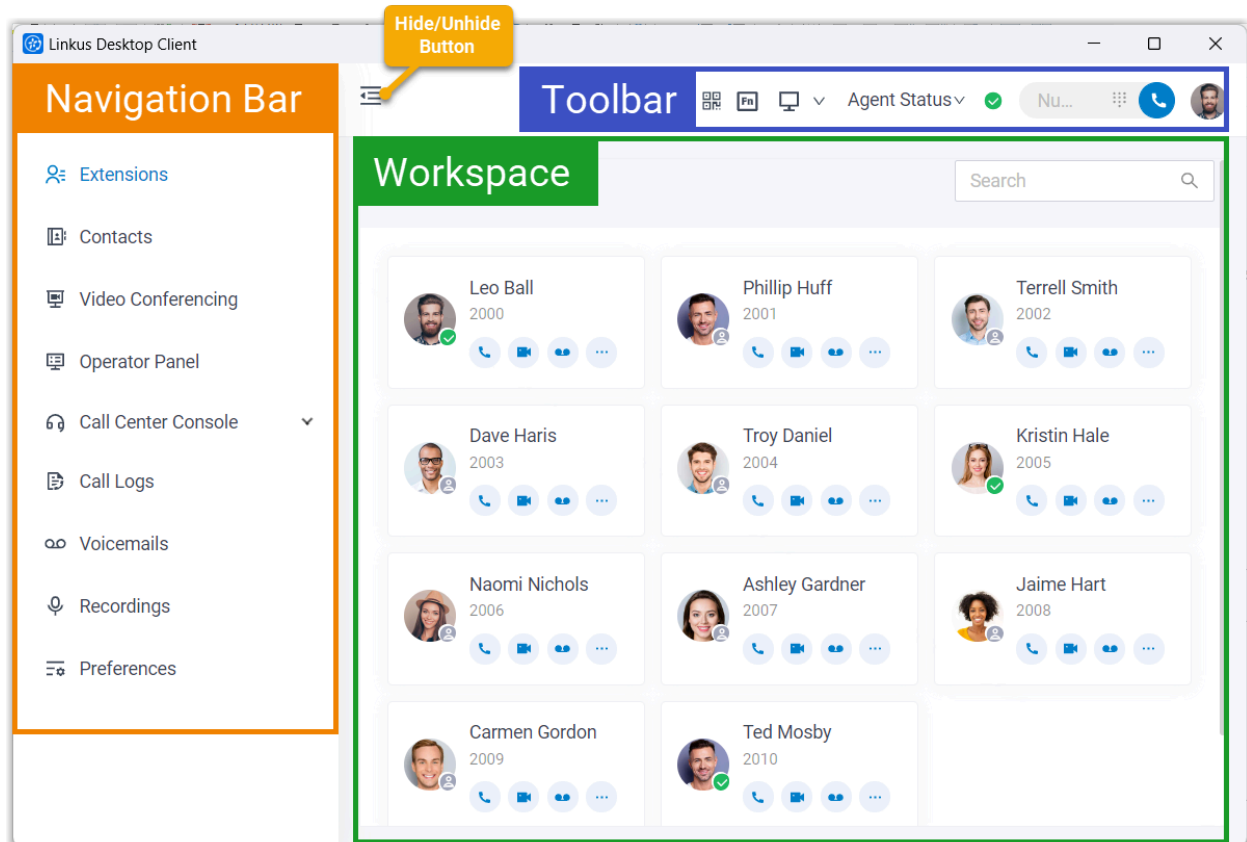 Linkus Desktop Client
Hide/Unhide
Button
Navigation Bar
Toolbar
Fn
Agent Status
Nu...
Extensions
Contacts
Video Conferencing
Operator Panel
Call Center Console
Call Logs
Voicemails
Recordings
Preferences
Workspace
Search
Leo Ball
2000
Phillip Huff
2001
Terrell Smith
2002
Dave Haris
2003
Troy Daniel
2004
Kristin Hale
2005
Naomi Nichols
2006
Ashley Gardner
2007
Jaime Hart
2008
Carmen Gordon
2009
Ted Mosby
2010